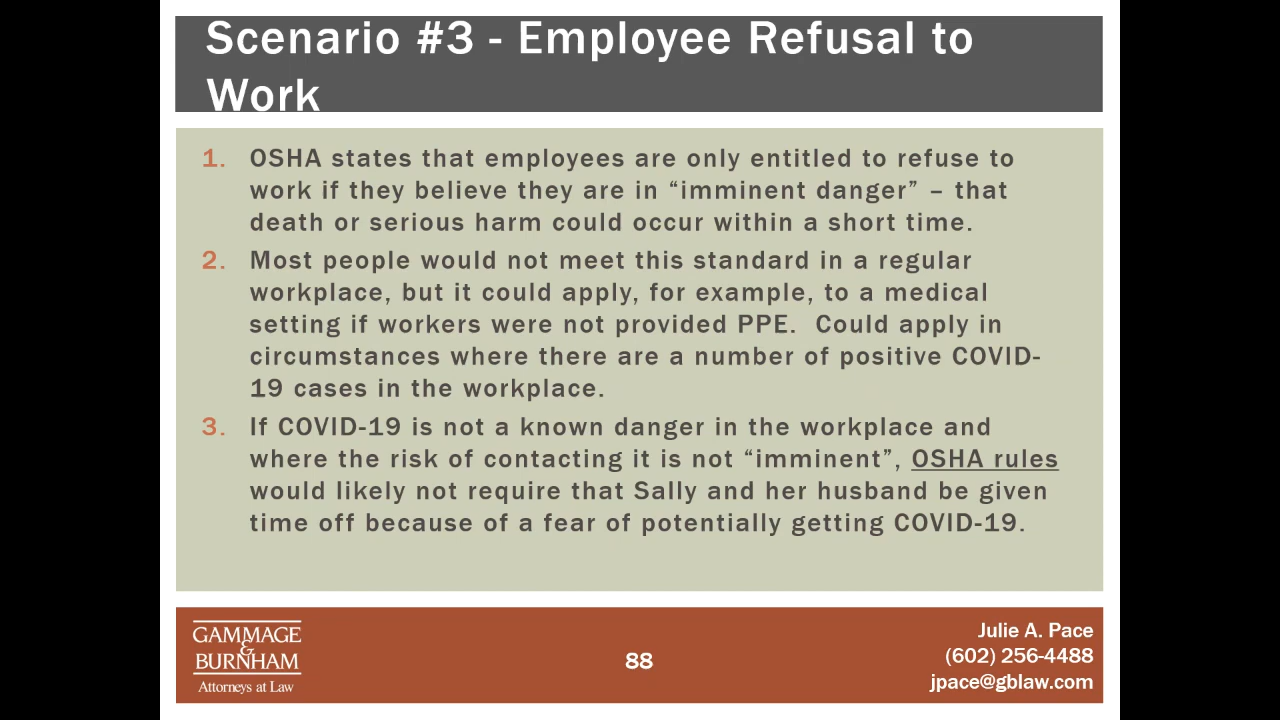 Scenario #3 - Employee Refusal to
Work
1. OSHA states that employees are only entitled to refuse to
work if they believe they are in “imminent danger” – that
death or serious harm could occur within a short time.
2. Most people would not meet this standard in a regular
workplace, but it could apply, for example, to a medical
setting if workers were not provided PPE.  Could apply in
circumstances where there are a number of positive COVID-
19 cases in the workplace.
3. If COVID-19 is not a known danger in the workplace and
where the risk of contacting it is not “imminent”, OSHA rules
would likely not require that Sally and her husband be given
time off because of a fear of potentially getting COVID-19.
GAMMAGE
&
BURNHAM
Attorneys at Law
88
Julie A. Pace
(602) 256-4488
jpace@gblaw.com